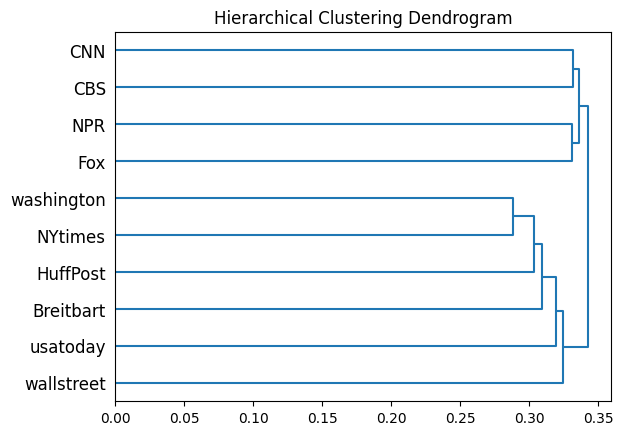 Hierarchical Clustering Dendrogram
CNN
CBS
NPR
Fox
washington
NYtimes
HuffPost
Breitbart
usatoday
wallstreet
0.00 0.05 0.10 0.15 0.20 0.25 0.30 0.35